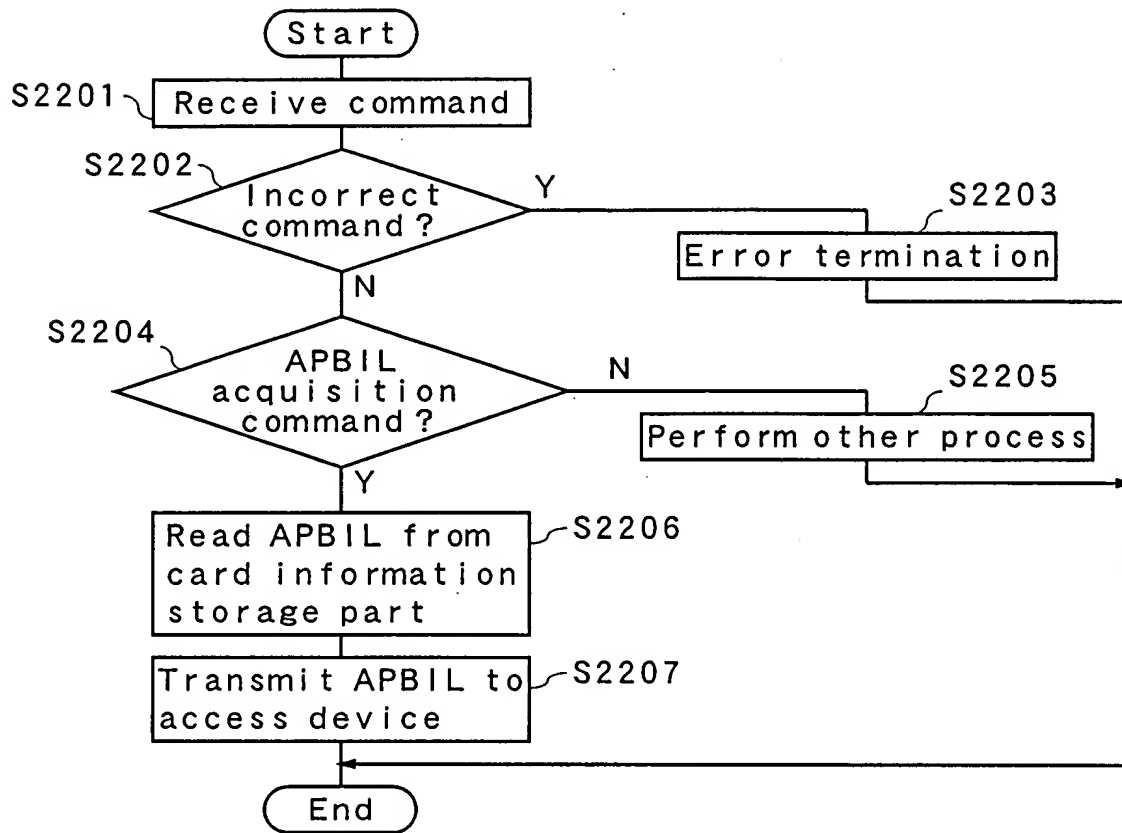 Start
S2201
Receive command
S2202
Incorrect
command?
Y
S2203
Error termination
N
S2204
APBIL
acquisition
command?
N
S2205
Perform other process
Y
Read APBIL from
card information
storage part
S2206
Transmit APBIL to
access device
S2207
End